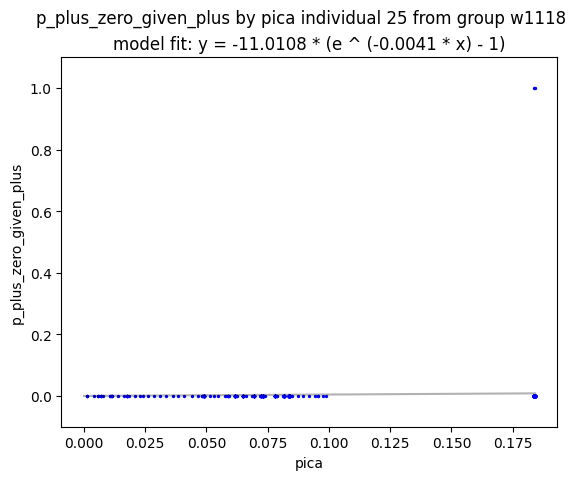 p_plus_zero_given_plus by pica individual 25 from group w1118
model fit: y = -11.0108 * (e ^ (-0.0041 * x) - 1)
p_plus_zero_given_plus
1.0
0.8
0.6
0.4
0.2
0.0
0.000 0.025 0.050 0.075 0.100 0.125 0.150 0.175
pica